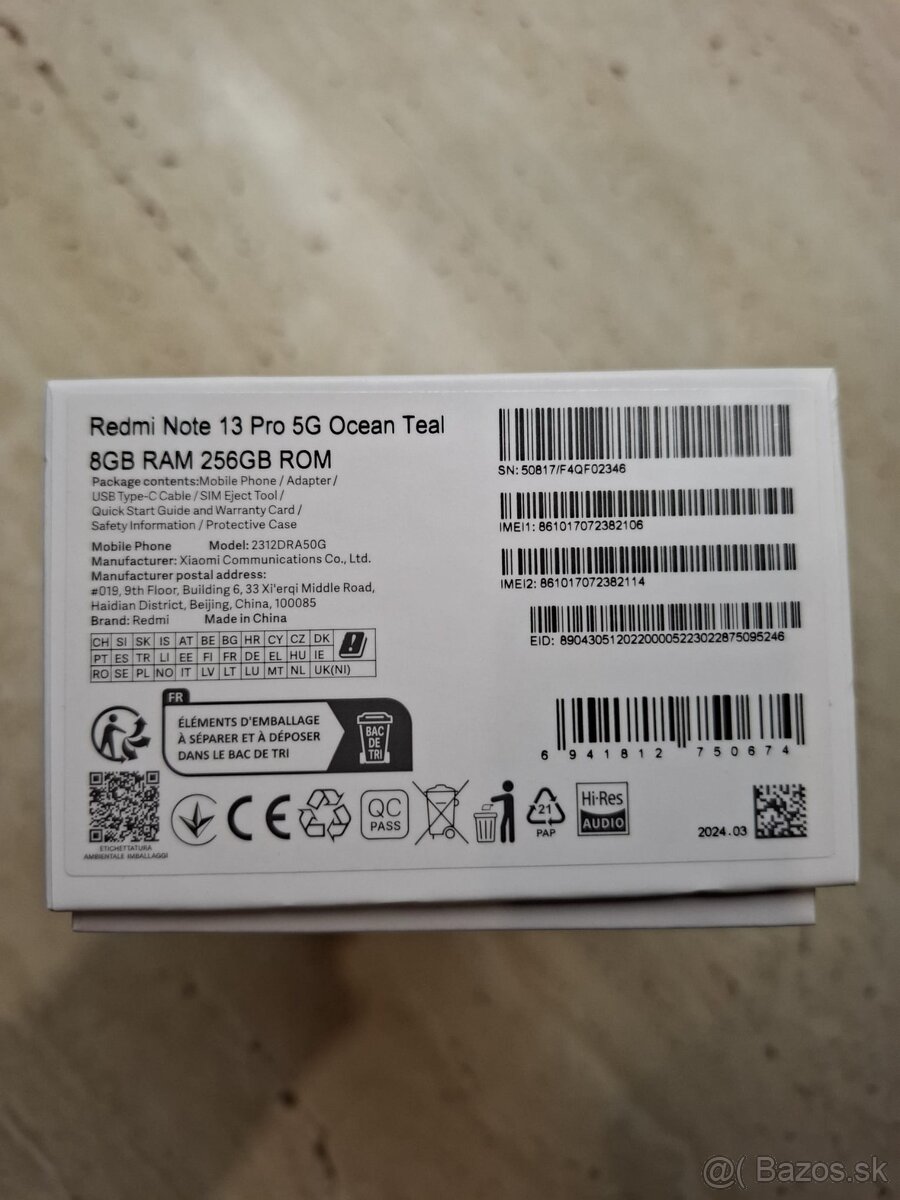 Redmi Note 13 Pro 5G Ocean Teal
8GB RAM 256GB ROM
Package contents:Mobile Phone / Adapter /
USB Type-C Cable / SIM Eject Tool /
Quick Start Guide and Warranty Card /
Safety Information / Protective Case
Mobile Phone Model: 2312DRA50G
Manufacturer: Xiaomi Communications Co., Ltd.
Manufacturer postal address:
#019, 9th Floor, Building 6, 33 Xi'erqi Middle Road,
Haidian District, Beijing, China, 100085
Brand: Redmi Made in China
CH SI SK IS AT BE BG HR CY CZ DK
PT ES TR LI EE FI FR DE EL HU IE
RO SE PL NO IT LV LT LU MT NL UK(NI)
FR
ÉLÉMENTS D'EMBALLAGE
À SÉPARER ET À DÉPOSER
DANS LE BAC DE TRI
BAC
DE
TRI
ETICHETTATURA
AMBIENTALE IMBALLAGGI
CE
QC
PASS
21
PAP
Hi-Res
AUDIO
SN: 50817/F4QF02346
IMEI1: 861017072382106
IMEI2: 861017072382114
EID: 89043051202200005223022875095246
6 941812 750674
2024.03
@( Bazos.sk